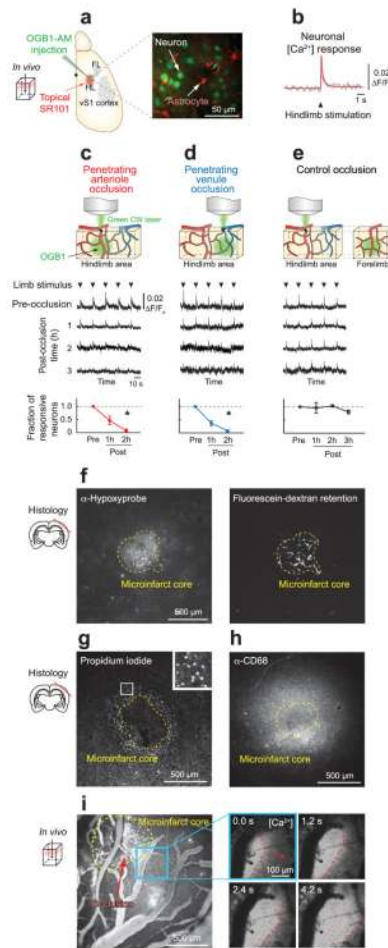 a
OGB1-AM
injection
In vivo
FL
HL
Topical
SR101
vS1 cortex
Neuron
Astrocyte
50 µm
b
Neuronal
[Ca²⁺] response
0.02
ΔF/F₀
1 s
Hindlimb stimulation
c
Penetrating
arteriole
occlusion
d
Penetrating
venule
occlusion
e
Control occlusion
Green CW laser
OGB1
Hindlimb area
Hindlimb area
Hindlimb area
Forelimb
Limb stimulus
Pre-occlusion
0.02
ΔF/F₀
Post-occlusion
time (h)
1
2
3
Time
10 s
Time
Time
Fraction of
responsive
neurons
1.0
0.5
0
*
*
Pre 1h 2h
Post
Pre 1h 2h
Post
Pre 1h 2h 3h
Post
f
Histology
α-Hypoxyprobe
Microinfarct core
500 µm
Fluorescein-dextran retention
Microinfarct core
g
Histology
Propidium iodide
Microinfarct core
500 µm
h
α-CD68
Microinfarct core
500 µm
i
In vivo
Microinfarct core
Occlusion
500 µm
0.0 s
[Ca²⁺]
100 µm
1.2 s
2.4 s
4.2 s